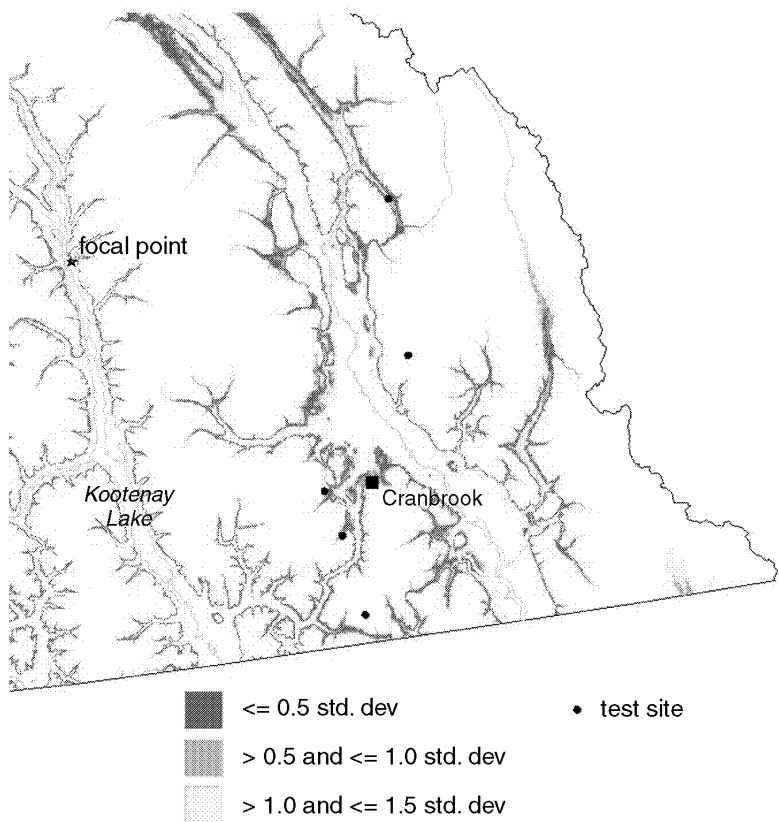 focal point
Kootenay
Lake
Cranbrook
<= 0.5 std. dev
test site
> 0.5 and <= 1.0 std. dev
> 1.0 and <= 1.5 std. dev